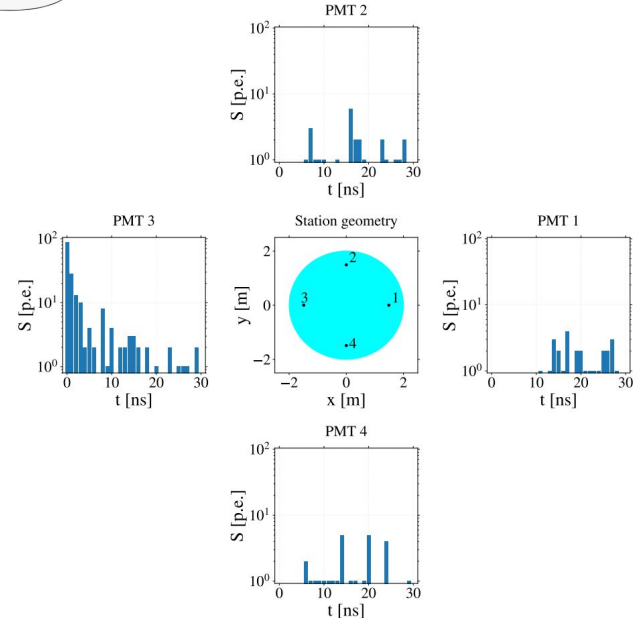 PMT 2
10²
10¹
10⁰
S [p.e.]
0 10 20 30
t [ns]
PMT 3
10²
10¹
10⁰
S [p.e.]
0 10 20 30
t [ns]
Station geometry
2
0
−2
y [m]
2
3
1
4
−2 0 2
x [m]
PMT 1
10²
10¹
10⁰
S [p.e.]
0 10 20 30
t [ns]
PMT 4
10²
10¹
10⁰
S [p.e.]
0 10 20 30
t [ns]